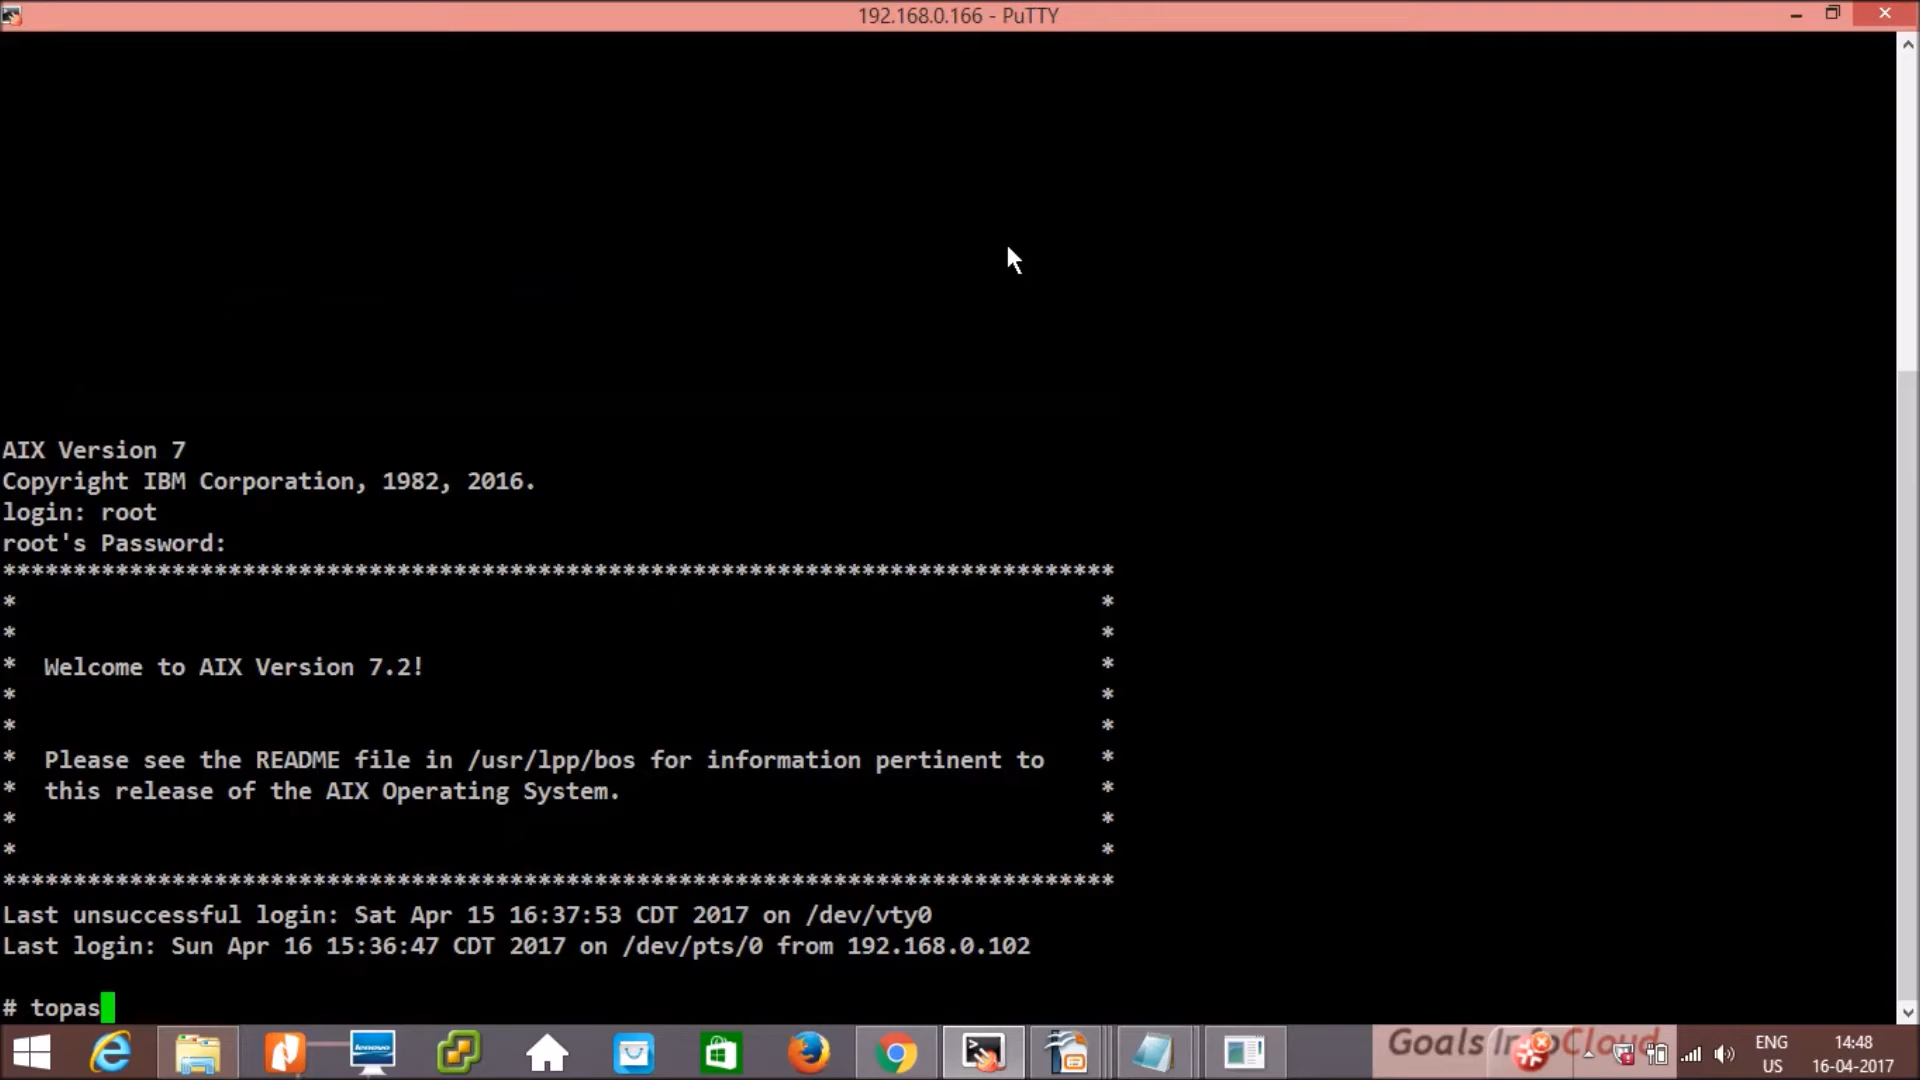 192.168.0.166 - PuTTY
AIX Version 7
Copyright IBM Corporation, 1982, 2016.
login: root
root's Password:
*******************************************************************************
*                                                                             *
*                                                                             *
*  Welcome to AIX Version 7.2!                                                *
*                                                                             *
*                                                                             *
*  Please see the README file in /usr/lpp/bos for information pertinent to    *
*  this release of the AIX Operating System.                                  *
*                                                                             *
*                                                                             *
*******************************************************************************
Last unsuccessful login: Sat Apr 15 16:37:53 CDT 2017 on /dev/vty0
Last login: Sun Apr 16 15:36:47 CDT 2017 on /dev/pts/0 from 192.168.0.102
# topas
lenovo
Goals InfoCloud
ENG
US
14:48
16-04-2017